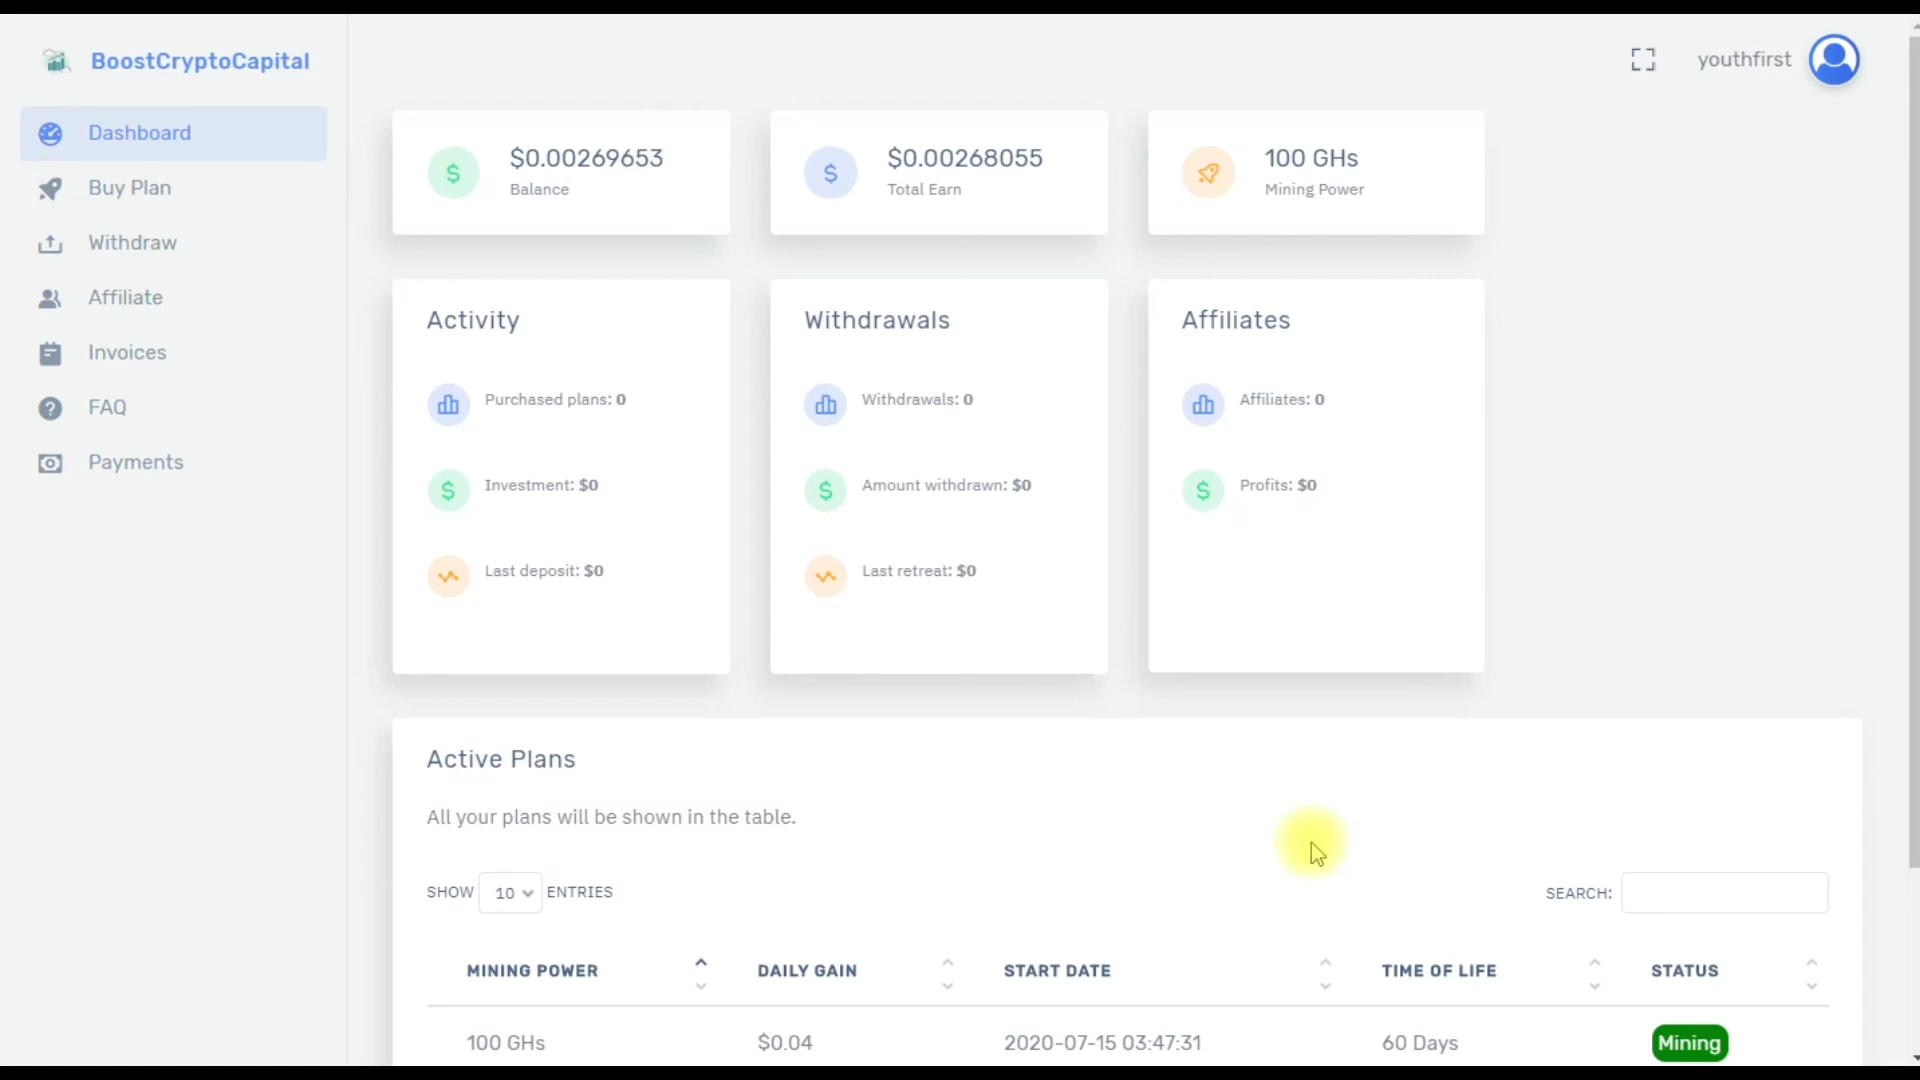 BoostCryptoCapital
youthfirst
Dashboard
Buy Plan
Withdraw
Affiliate
Invoices
FAQ
Payments
$0.00269653
Balance
$0.00268055
Total Earn
100 GHs
Mining Power
Activity
Purchased plans: 0
Investment: $0
Last deposit: $0
Withdrawals
Withdrawals: 0
Amount withdrawn: $0
Last retreat: $0
Affiliates
Affiliates: 0
Profits: $0
Active Plans
All your plans will be shown in the table.
SHOW 10 ENTRIES
SEARCH:
MINING POWER DAILY GAIN START DATE TIME OF LIFE STATUS
100 GHs $0.04 2020-07-15 03:47:31 60 Days Mining